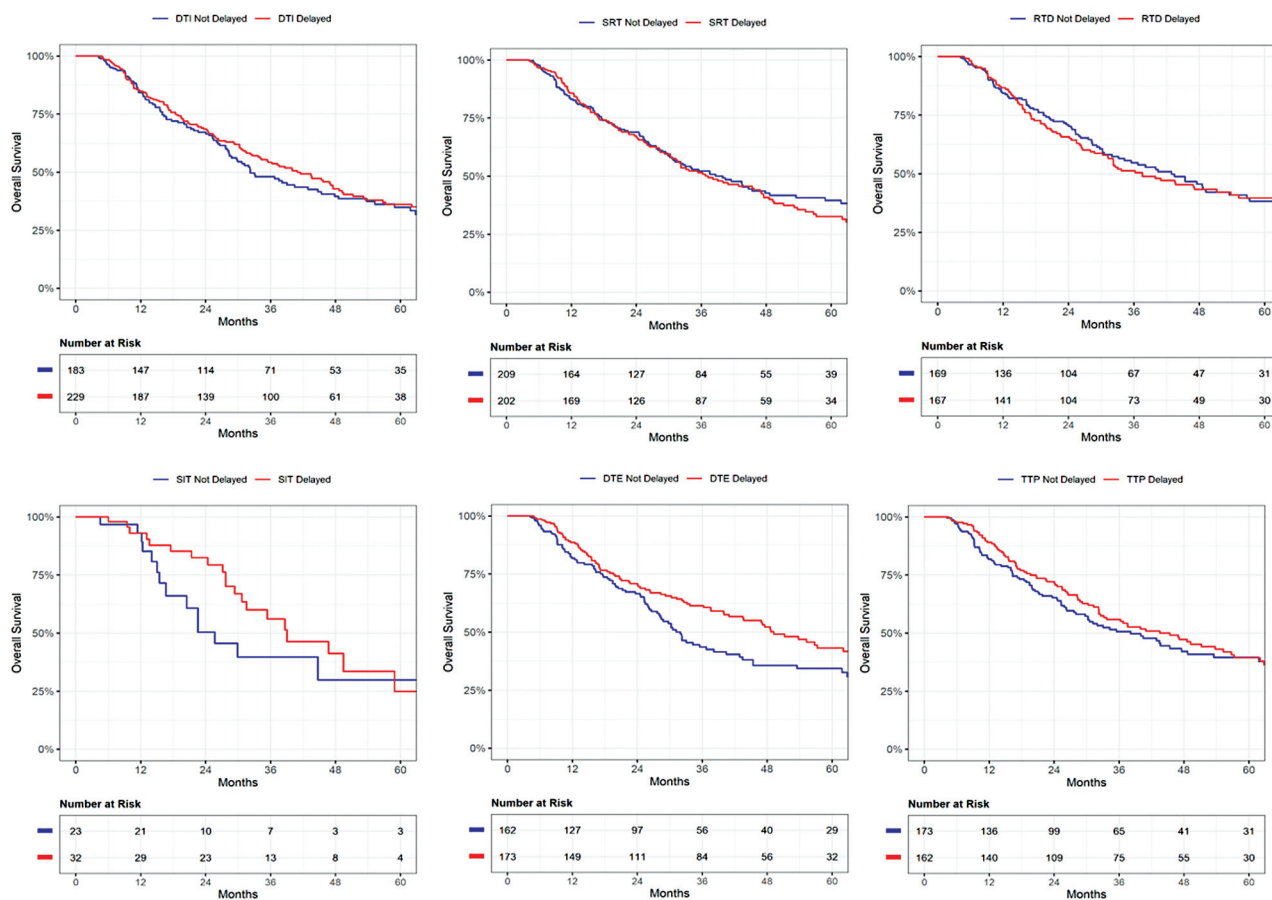 DTI Not Delayed DTI Delayed
100%
75%
50%
25%
0%
Overall Survival
0 12 24 36 48 60
Months
Number at Risk
183 147 114 71 53 35
229 187 139 100 61 38
0 12 24 36 48 60
SRT Not Delayed SRT Delayed
100%
75%
50%
25%
0%
Overall Survival
0 12 24 36 48 60
Months
Number at Risk
209 164 127 84 55 39
202 169 126 87 59 34
0 12 24 36 48 60
RTD Not Delayed RTD Delayed
100%
75%
50%
25%
0%
Overall Survival
0 12 24 36 48 60
Months
Number at Risk
169 136 104 67 47 31
167 141 104 73 49 30
0 12 24 36 48 60
SIT Not Delayed SIT Delayed
100%
75%
50%
25%
0%
Overall Survival
0 12 24 36 48 60
Months
Number at Risk
23 21 10 7 3 3
32 29 23 13 8 4
0 12 24 36 48 60
DTE Not Delayed DTE Delayed
100%
75%
50%
25%
0%
Overall Survival
0 12 24 36 48 60
Months
Number at Risk
162 127 97 56 40 29
173 149 111 84 56 32
0 12 24 36 48 60
TTP Not Delayed TTP Delayed
100%
75%
50%
25%
0%
Overall Survival
0 12 24 36 48 60
Months
Number at Risk
173 136 99 65 41 31
162 140 109 75 55 30
0 12 24 36 48 60